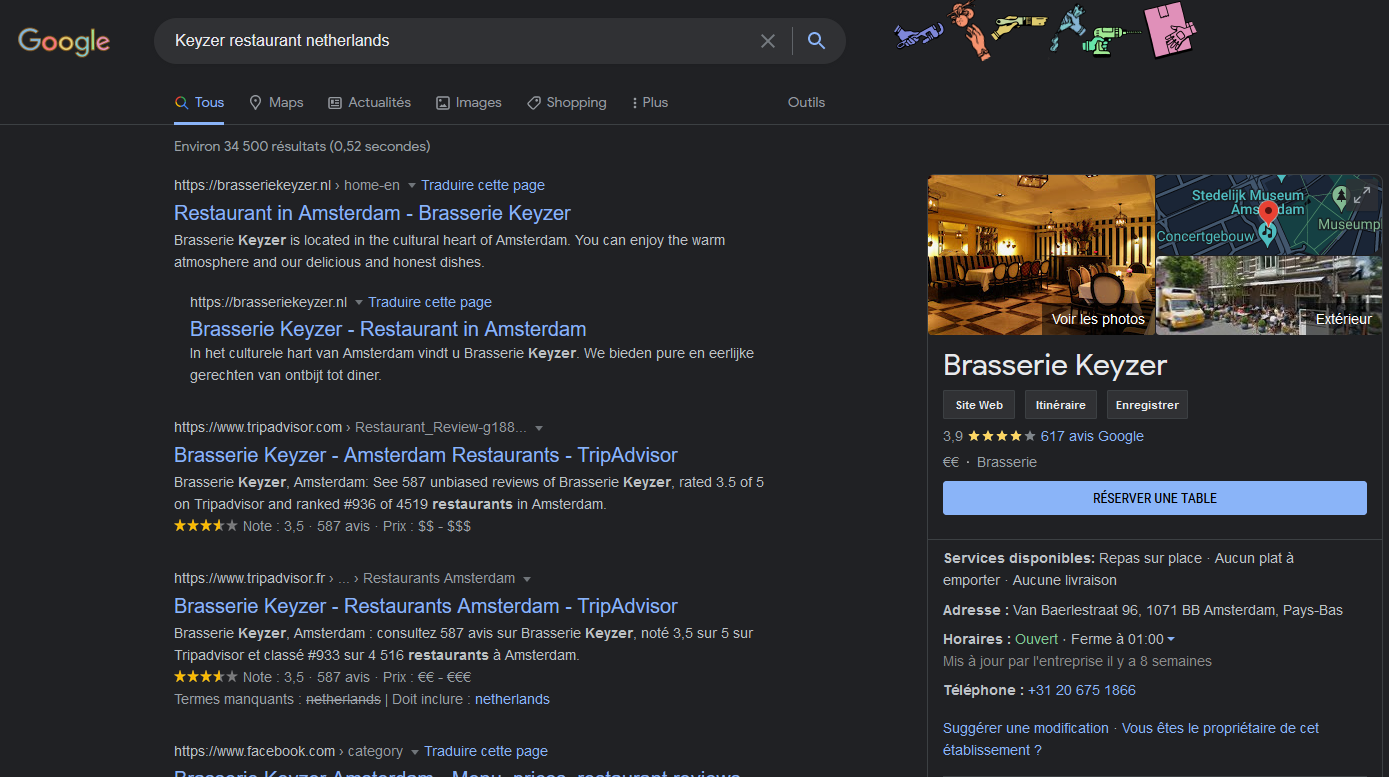 Google
Keyzer restaurant netherlands
Tous
Maps
Actualités
Images
Shopping
Plus
Outils
Environ 34 500 résultats (0,52 secondes)
https://brasseriekeyzer.nl › home-en Traduire cette page
Restaurant in Amsterdam - Brasserie Keyzer
Brasserie Keyzer is located in the cultural heart of Amsterdam. You can enjoy the warm
atmosphere and our delicious and honest dishes.
https://brasseriekeyzer.nl Traduire cette page
Brasserie Keyzer - Restaurant in Amsterdam
In het culturele hart van Amsterdam vindt u Brasserie Keyzer. We bieden pure en eerlijke
gerechten van ontbijt tot diner.
https://www.tripadvisor.com › Restaurant_Review-g188...
Brasserie Keyzer - Amsterdam Restaurants - TripAdvisor
Brasserie Keyzer, Amsterdam: See 587 unbiased reviews of Brasserie Keyzer, rated 3.5 of 5
on Tripadvisor and ranked #936 of 4519 restaurants in Amsterdam.
Note : 3,5 · 587 avis · Prix : $$ - $$$
https://www.tripadvisor.fr › ... › Restaurants Amsterdam
Brasserie Keyzer - Restaurants Amsterdam - TripAdvisor
Brasserie Keyzer, Amsterdam : consultez 587 avis sur Brasserie Keyzer, noté 3,5 sur 5 sur
Tripadvisor et classé #933 sur 4 516 restaurants à Amsterdam.
Note : 3,5 · 587 avis · Prix : €€ - €€€
Termes manquants : netherlands | Doit inclure : netherlands
https://www.facebook.com › category Traduire cette page
Brasserie Keyzer Amsterdam - Menu, prices, restaurant reviews
Stedelijk Museum
Amsterdam
Concertgebouw
Museump
Voir les photos
Extérieur
Brasserie Keyzer
Site Web
Itinéraire
Enregistrer
3,9 ★★★★★ 617 avis Google
€€ · Brasserie
RÉSERVER UNE TABLE
Services disponibles: Repas sur place · Aucun plat à
emporter · Aucune livraison
Adresse : Van Baerlestraat 96, 1071 BB Amsterdam, Pays-Bas
Horaires : Ouvert · Ferme à 01:00
Mis à jour par l'entreprise il y a 8 semaines
Téléphone : +31 20 675 1866
Suggérer une modification · Vous êtes le propriétaire de cet
établissement ?